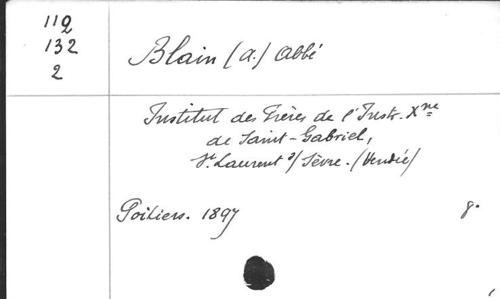 112
132
2
Blain (A.) Abbé
Institut des Frères de l'Instr. Xne
de Saint-Gabriel,
St. Laurent s/ Sèvre. (Vendée)
Poitiers. 1897 8.